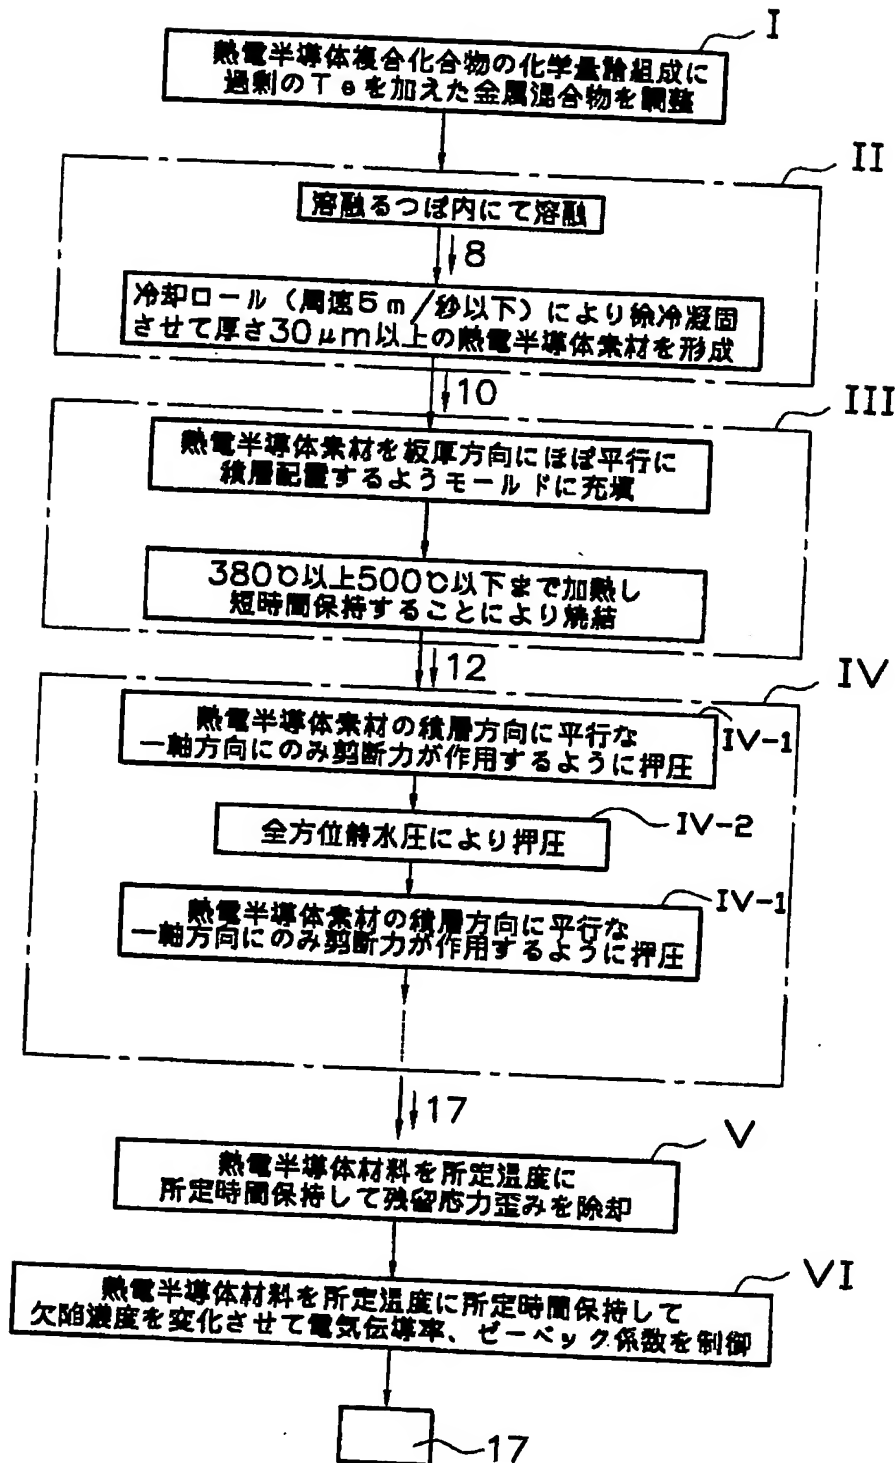 I
熱電半導体複合化合物の化学量論組成に
過剰のTeを加えた金属混合物を調整
II
溶融るつぼ内にて溶融
8
冷却ロール(周速5m/秒以下)により徐冷凝固
させて厚さ30μm以上の熱電半導体素材を形成
10
III
熱電半導体素材を板厚方向にほぼ平行に
積層配置するようモールドに充填
380℃以上500℃以下まで加熱し
短時間保持することにより焼結
12
IV
熱電半導体素材の積層方向に平行な
一軸方向にのみ剪断力が作用するように押圧
IV-1
全方位静水圧により押圧
IV-2
熱電半導体素材の積層方向に平行な
一軸方向にのみ剪断力が作用するように押圧
IV-1
17
V
熱電半導体材料を所定温度に
所定時間保持して残留応力歪みを除却
VI
熱電半導体材料を所定温度に所定時間保持して
欠陥濃度を変化させて電気伝導率、ゼーベック係数を制御
17